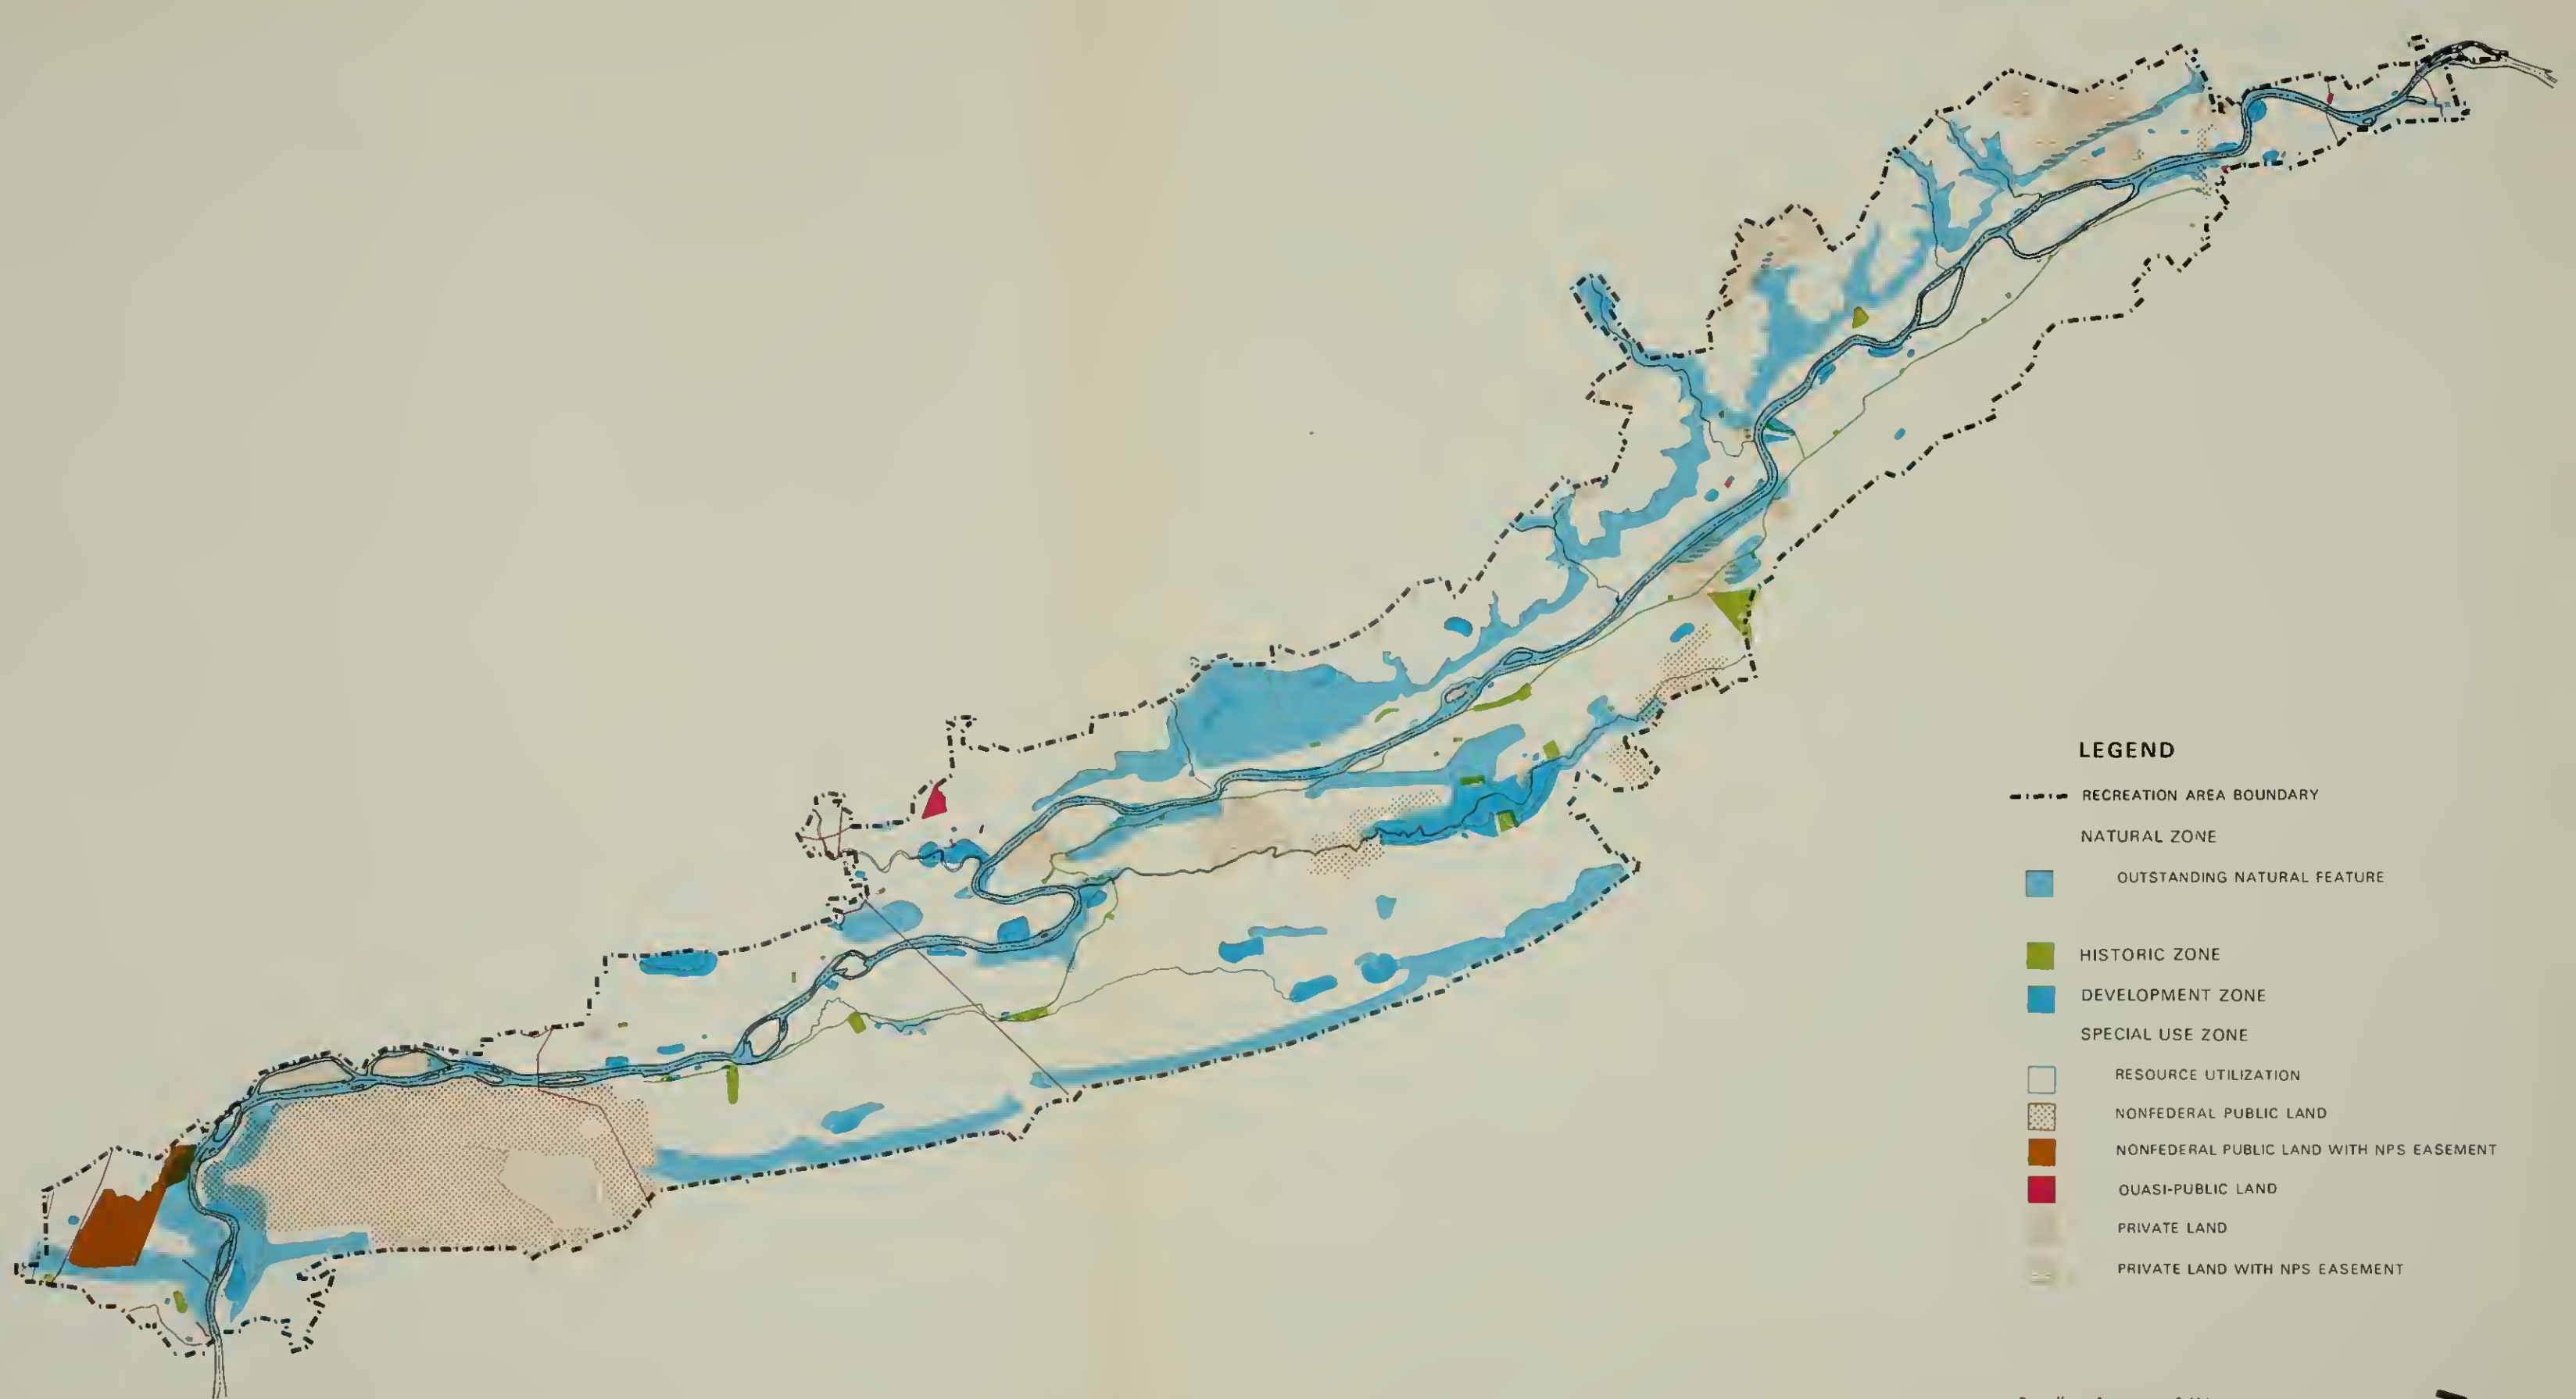 LEGEND
RECREATION AREA BOUNDARY
NATURAL ZONE
OUTSTANDING NATURAL FEATURE
HISTORIC ZONE
DEVELOPMENT ZONE
SPECIAL USE ZONE
RESOURCE UTILIZATION
NONFEDERAL PUBLIC LAND
NONFEDERAL PUBLIC LAND WITH NPS EASEMENT
QUASI-PUBLIC LAND
PRIVATE LAND
PRIVATE LAND WITH NPS EASEMENT